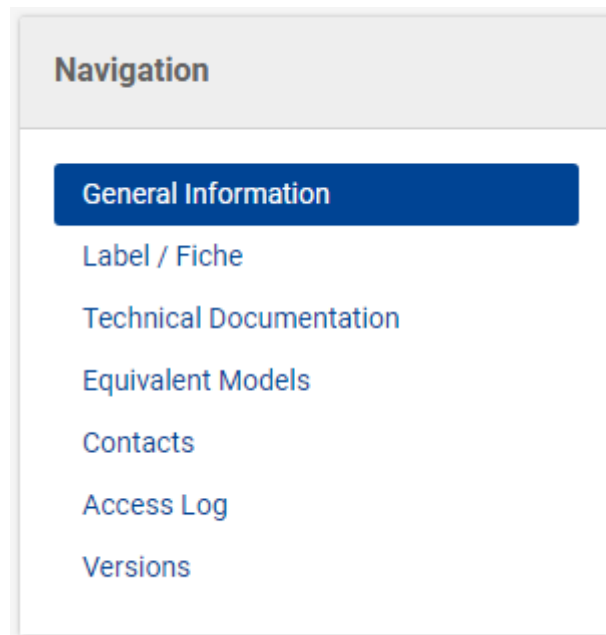 Navigation
General Information
Label / Fiche
Technical Documentation
Equivalent Models
Contacts
Access Log
Versions